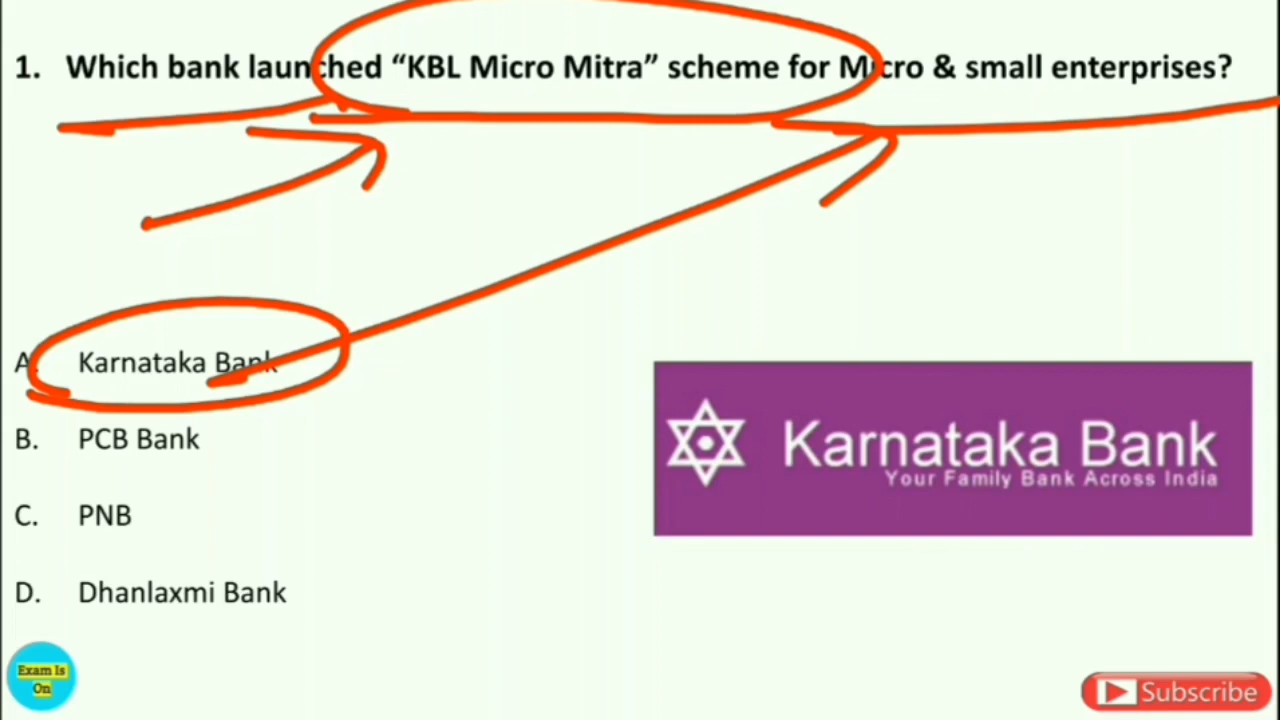 1. Which bank launched “KBL Micro Mitra” scheme for Micro & small enterprises?
A. Karnataka Bank
B. PCB Bank
C. PNB
D. Dhanlaxmi Bank
Karnataka Bank
Your Family Bank Across India
Exam Is
On
Subscribe